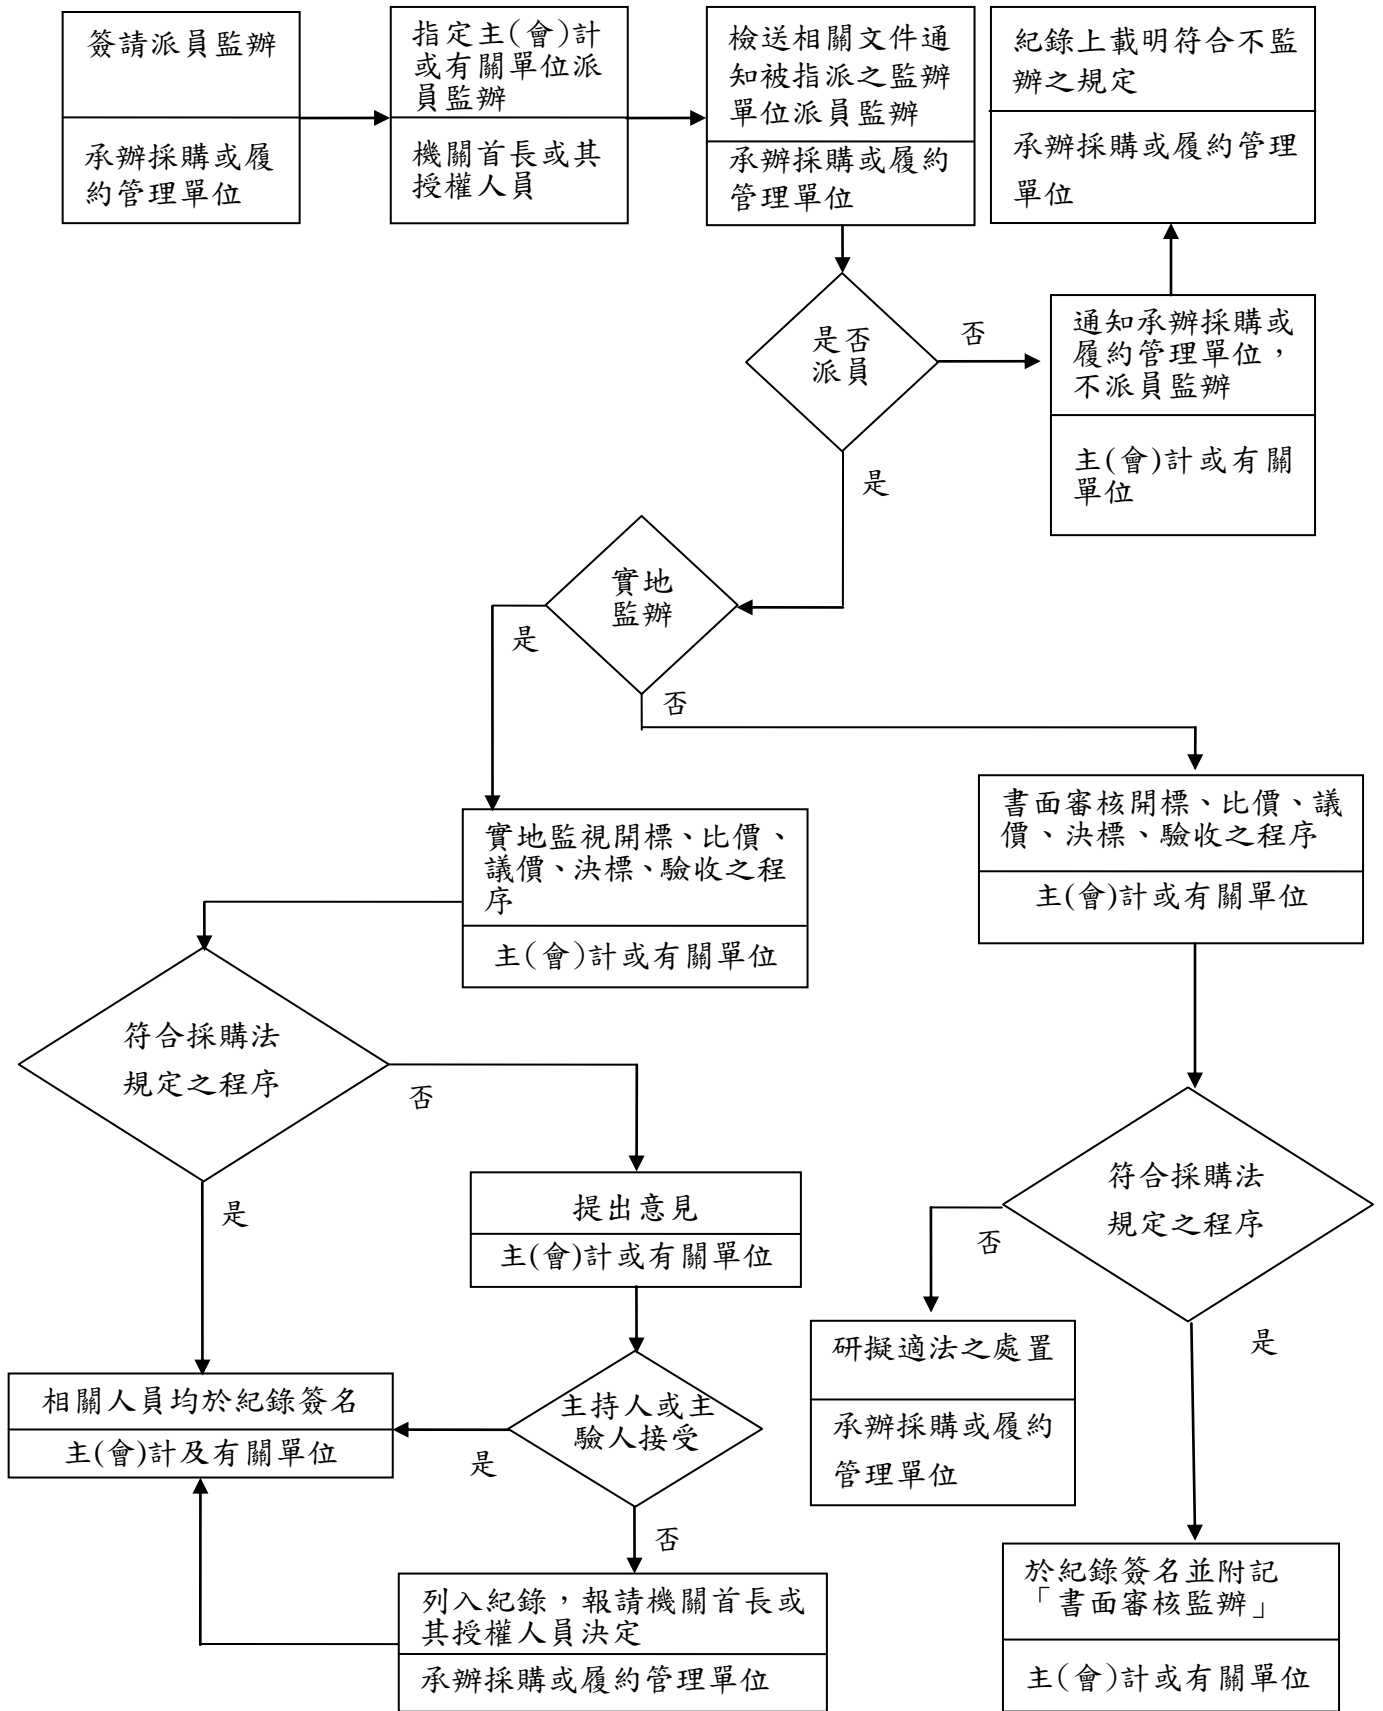 簽請派員監辦
承辦採購或履
約管理單位
指定主(會)計
或有關單位派
員監辦
機關首長或其
授權人員
檢送相關文件通
知被指派之監辦
單位派員監辦
承辦採購或履約
管理單位
紀錄上載明符合不監
辦之規定
承辦採購或履約管理
單位
是否
派員
否
是
通知承辦採購或
履約管理單位，
不派員監辦
主(會)計或有關
單位
實地
監辦
是
否
實地監視開標、比價、
議價、決標、驗收之程
序
主(會)計或有關單位
書面審核開標、比價、議
價、決標、驗收之程序
主(會)計或有關單位
符合採購法
規定之程序
否
是
提出意見
主(會)計或有關單位
符合採購法
規定之程序
否
是
研擬適法之處置
承辦採購或履約
管理單位
相關人員均於紀錄簽名
主(會)計及有關單位
主持人或主
驗人接受
是
否
列入紀錄，報請機關首長或
其授權人員決定
承辦採購或履約管理單位
於紀錄簽名並附記
「書面審核監辦」
主(會)計或有關單位